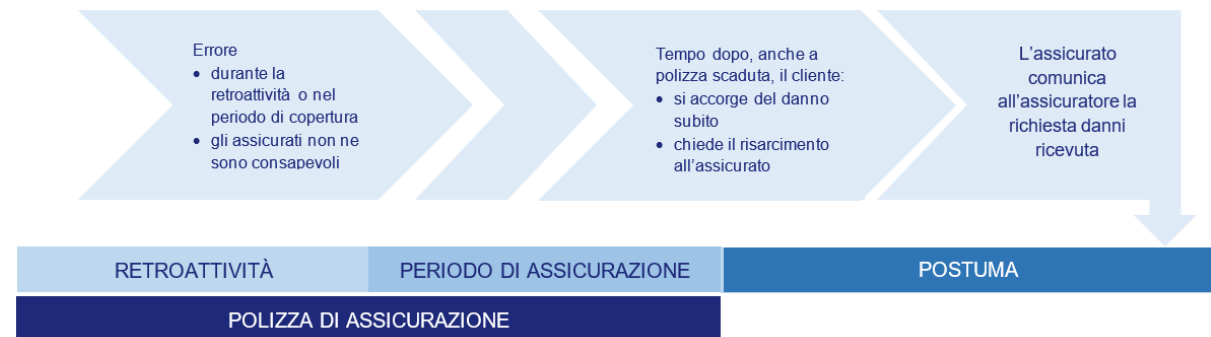 Errore
• durante la
retroattività o nel
periodo di copertura
• gli assicurati non ne
sono consapevoli
Tempo dopo, anche a
polizza scaduta, il cliente:
• si accorge del danno
subito
• chiede il risarcimento
all’assicurato
L’assicurato
comunica
all’assicuratore la
richiesta danni
ricevuta
RETROATTIVITÀ
PERIODO DI ASSICURAZIONE
POSTUMA
POLIZZA DI ASSICURAZIONE